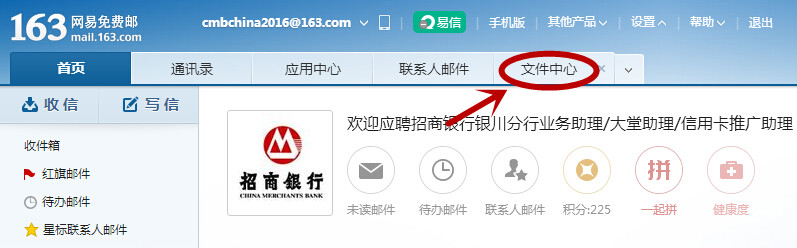 163 网易免费邮
mail.163.com
cmbchina2016@163.com
易信
手机版
其他产品
设置
帮助
退出
首页
通讯录
应用中心
联系人邮件
文件中心
收信
写信
收件箱
红旗邮件
待办邮件
星标联系人邮件
招商银行
CHINA MERCHANTS BANK
欢迎应聘招商银行银川分行业务助理/大堂助理/信用卡推广助理
拼
未读邮件
待办邮件
联系人邮件
积分:225
一起拼
健康度